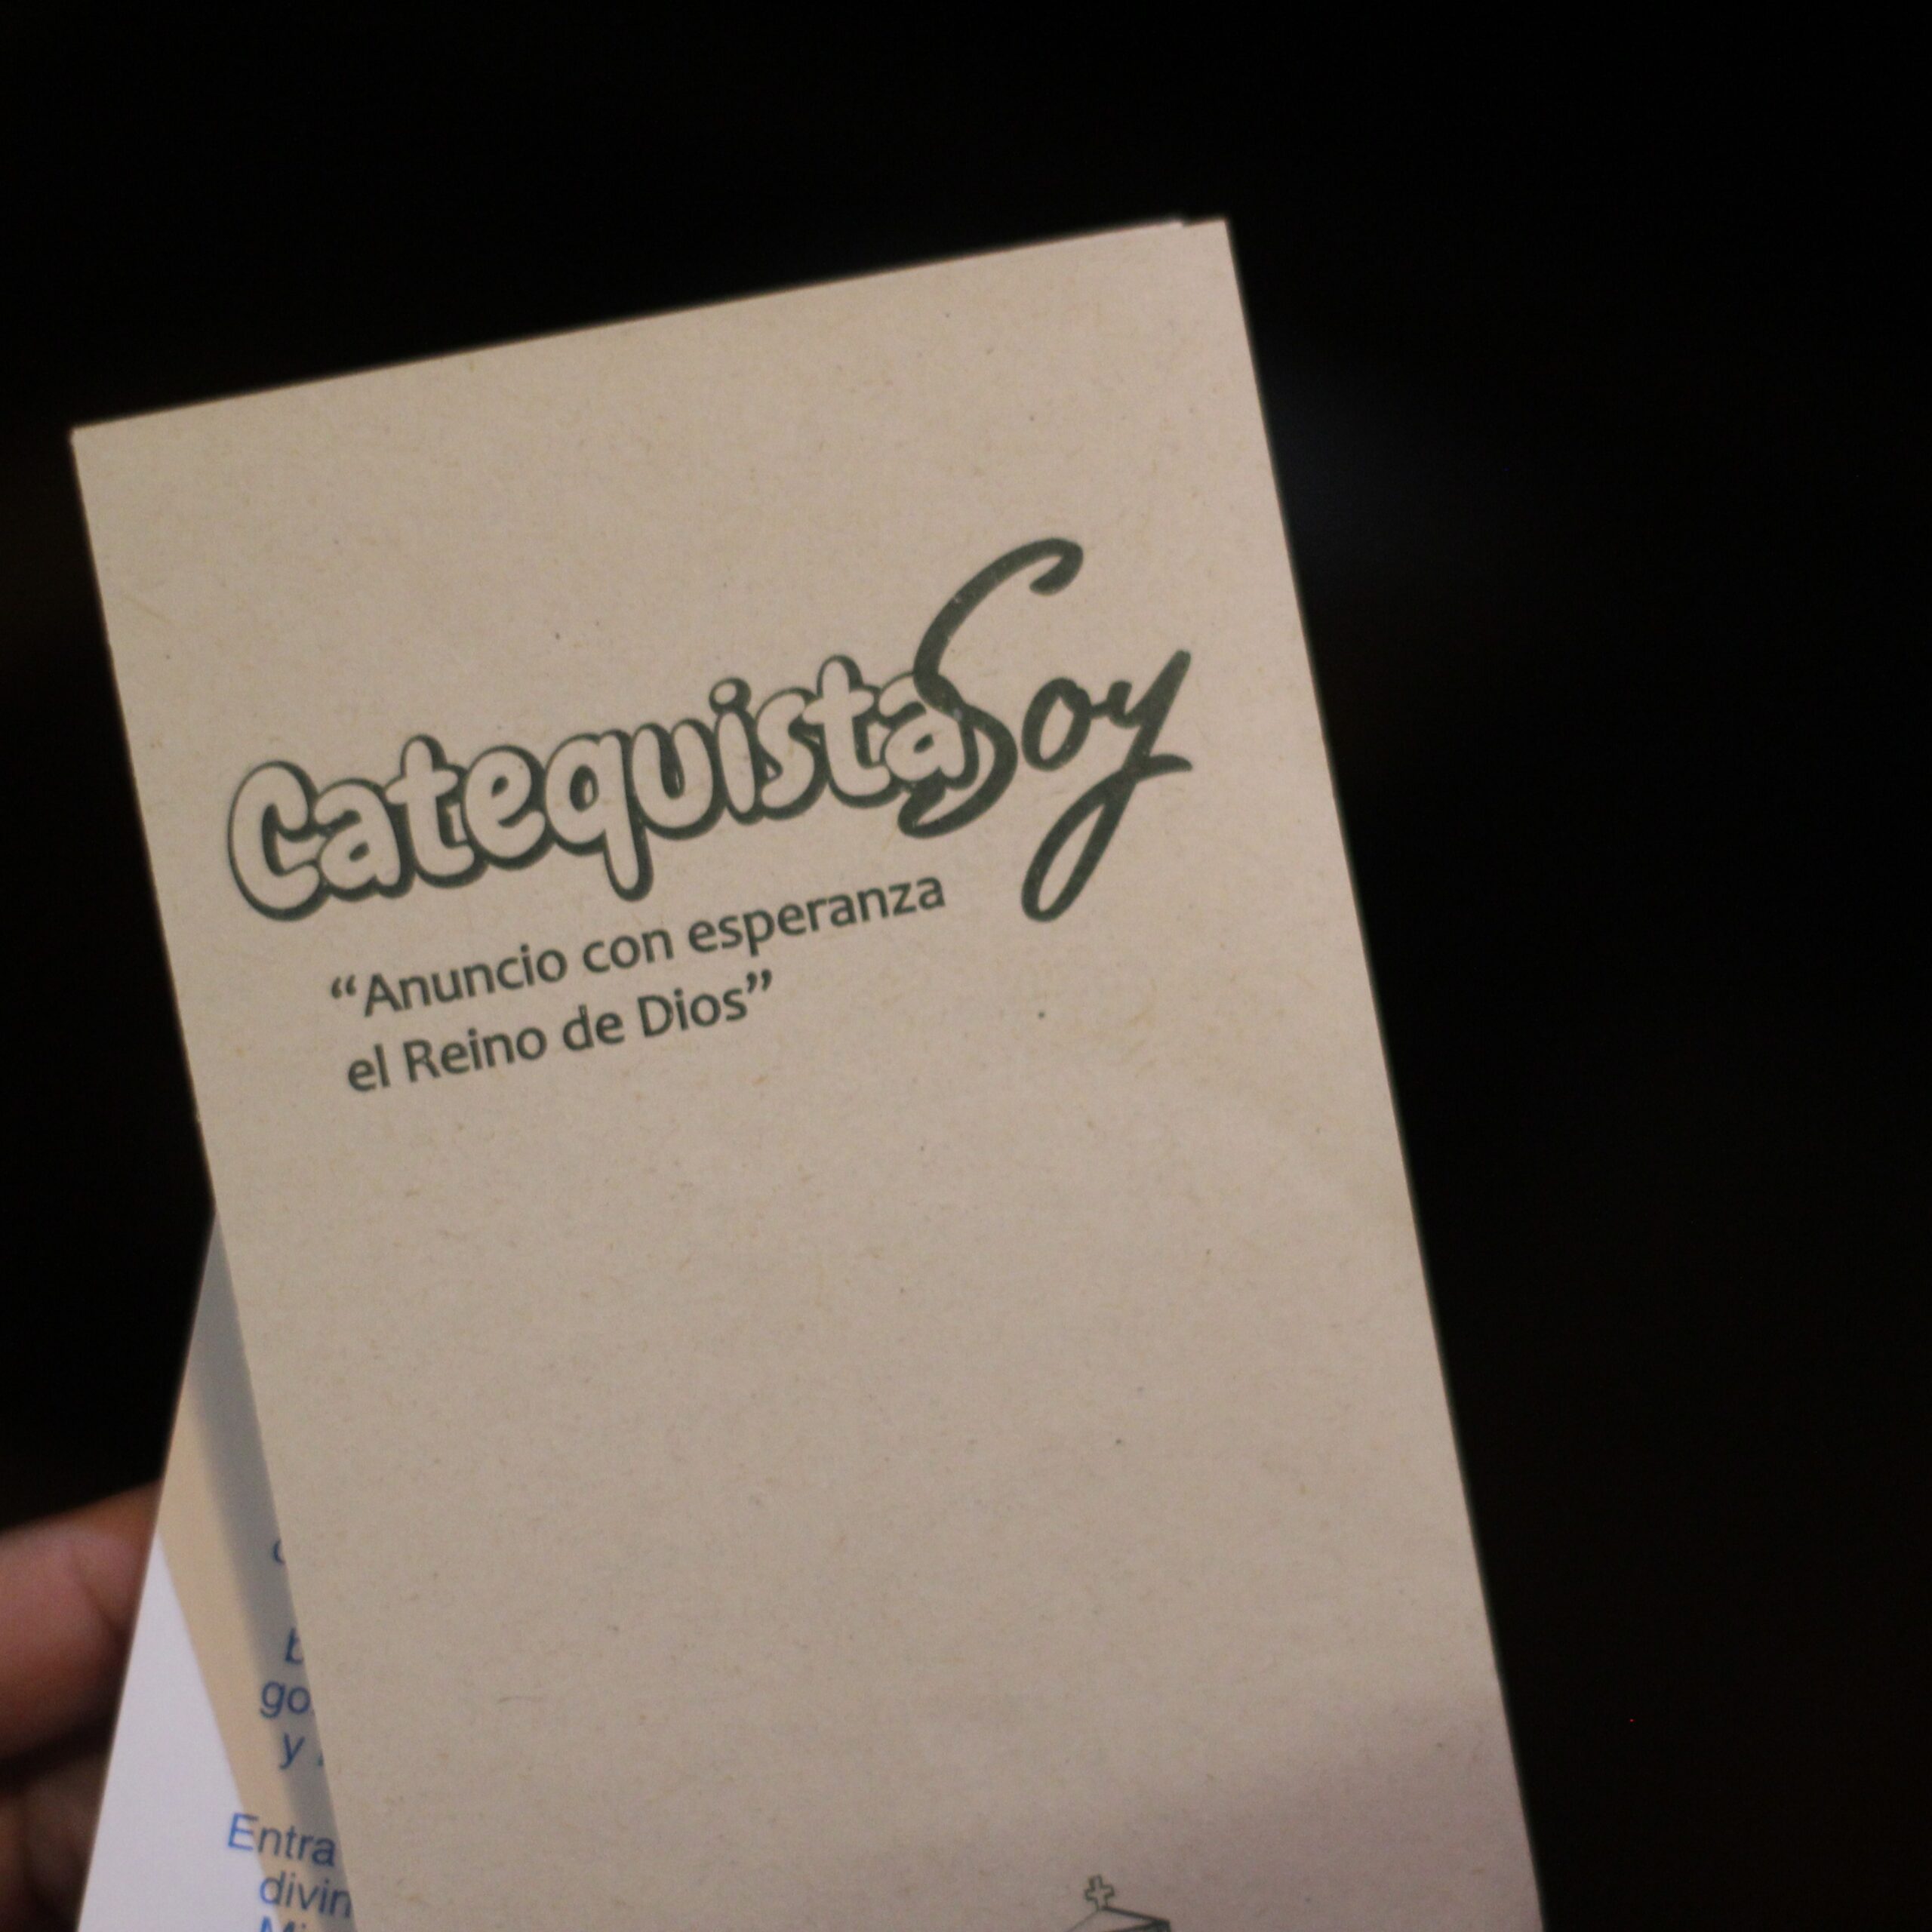 Catequista Soy
“Anuncio con esperanza
el Reino de Dios”
y
Entra